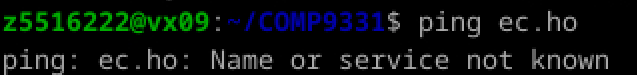 z5516222@vx09:~/COMP9331$ ping ec.ho
ping: ec.ho: Name or service not known